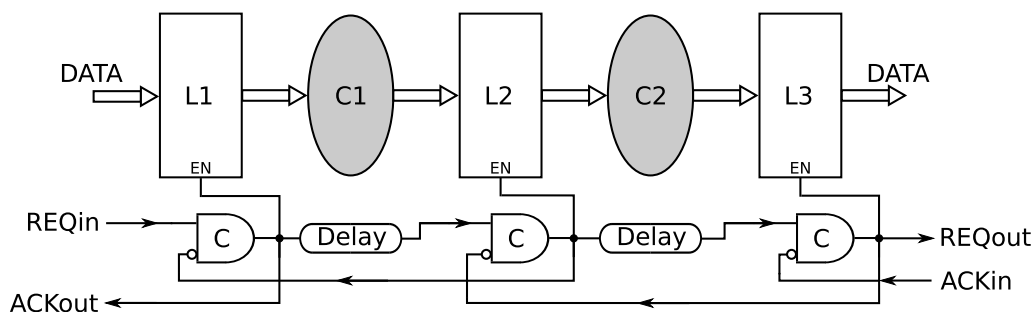 DATA
L1
C1
L2
C2
L3
DATA
EN
EN
EN
REQin
C
Delay
C
Delay
C
REQout
ACKin
ACKout